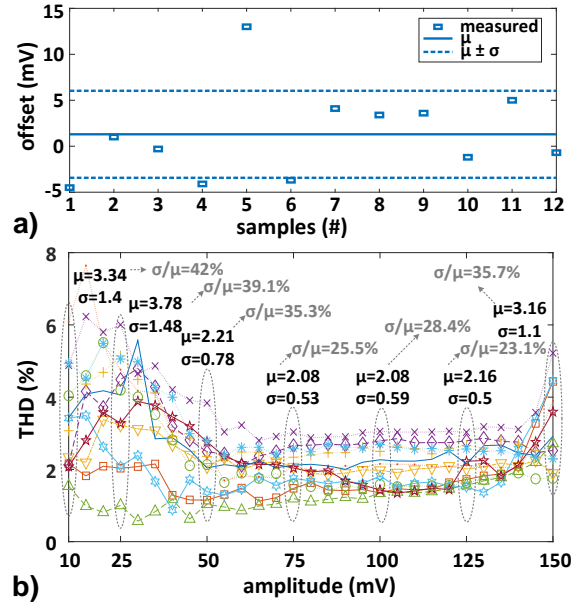 15
10
5
0
-5
offset (mV)
measured
μ
μ ± σ
1 2 3 4 5 6 7 8 9 10 11 12
samples (#)
a)
8
6
4
2
0
THD (%)
σ/μ=42%
μ=3.34
σ=1.4
σ/μ=39.1%
μ=3.78
σ=1.48
σ/μ=35.3%
μ=2.21
σ=0.78
σ/μ=25.5%
μ=2.08
σ=0.53
σ/μ=28.4%
μ=2.08
σ=0.59
σ/μ=23.1%
μ=2.16
σ=0.5
σ/μ=35.7%
μ=3.16
σ=1.1
10 25 50 75 100 125 150
amplitude (mV)
b)